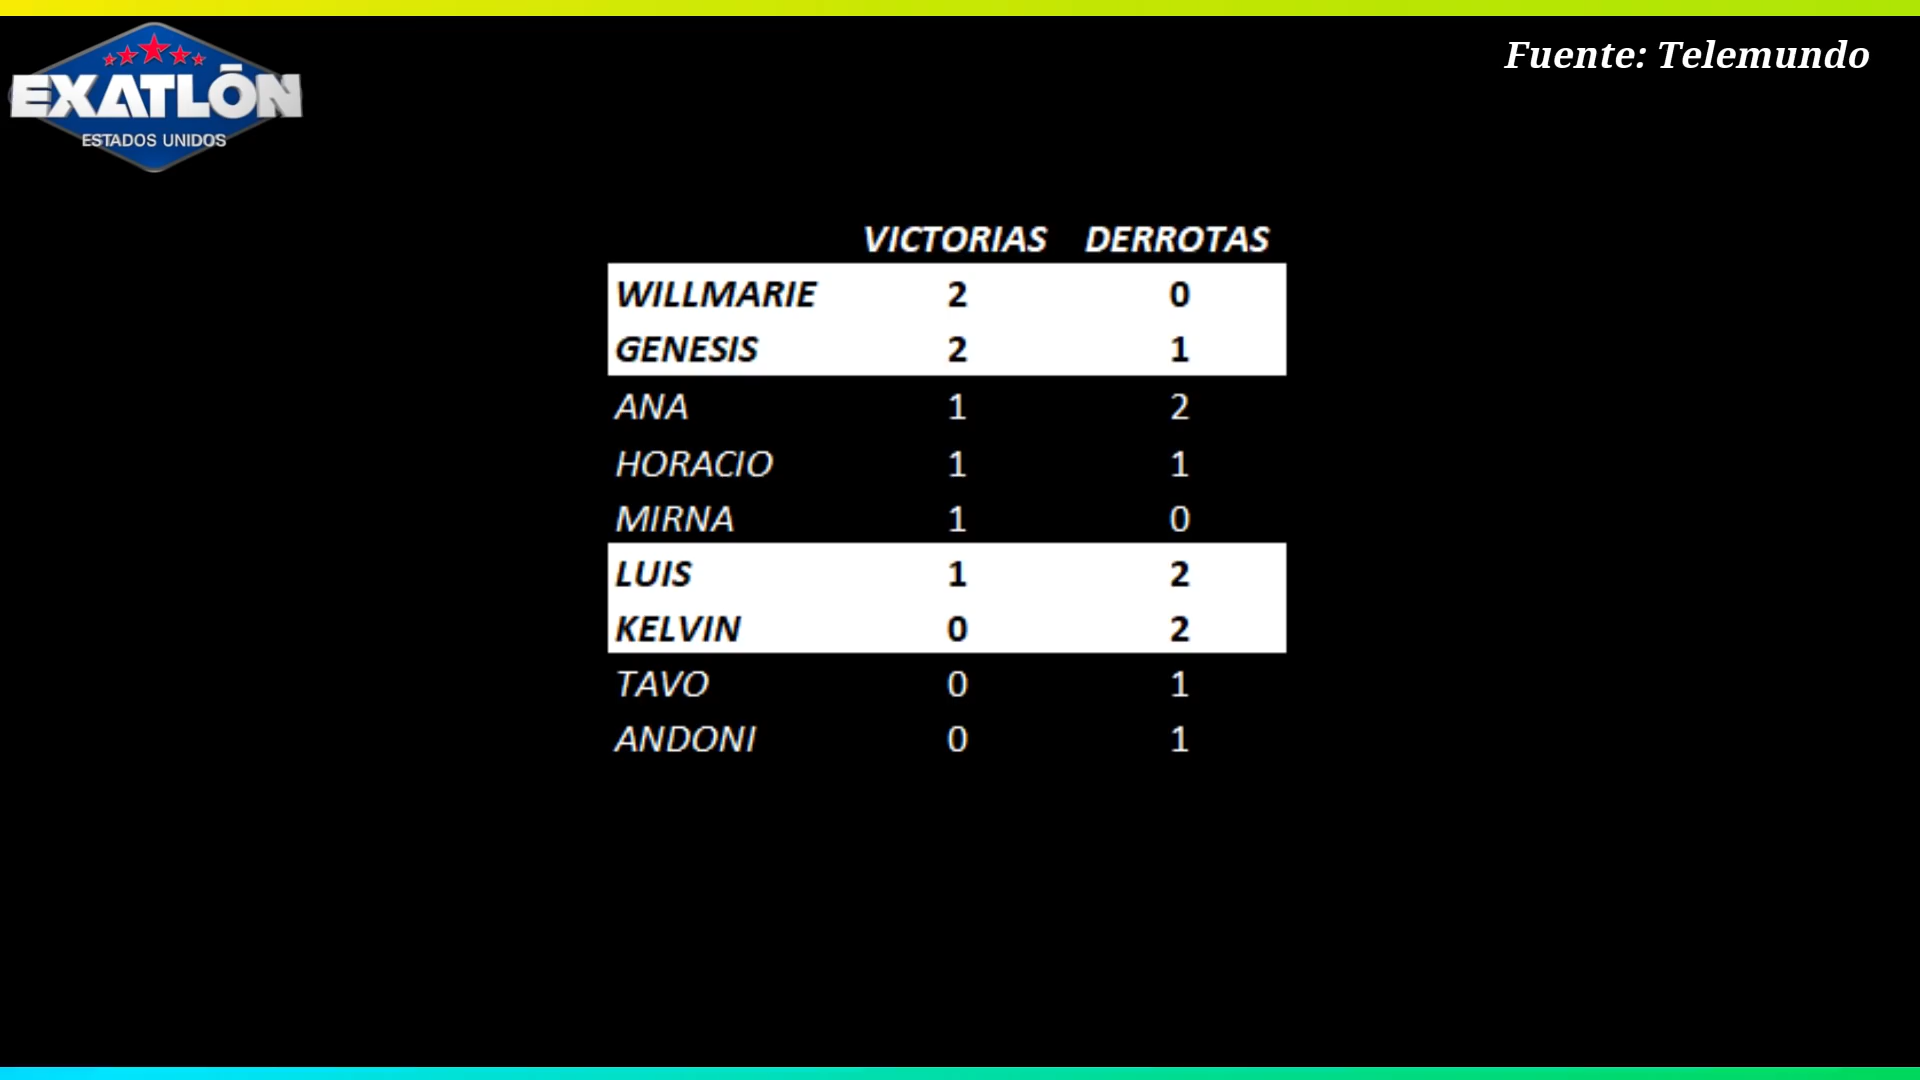 EXATLÓN
ESTADOS UNIDOS
Fuente: Telemundo
VICTORIAS DERROTAS
WILLMARIE 2 0
GENESIS 2 1
ANA 1 2
HORACIO 1 1
MIRNA 1 0
LUIS 1 2
KELVIN 0 2
TAVO 0 1
ANDONI 0 1